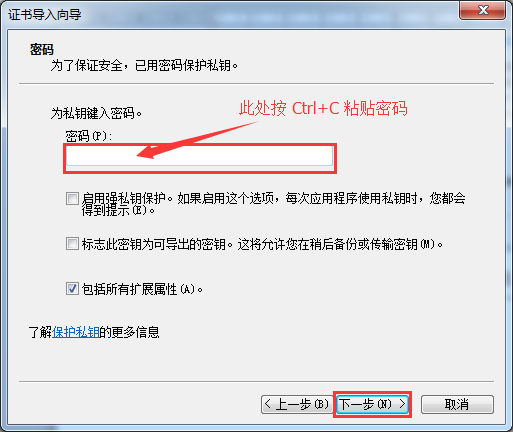 证书导入向导
密码
为了保证安全，已用密码保护私钥。
为私钥键入密码。
此处按 Ctrl+C 粘贴密码
密码(P):
启用强私钥保护。如果启用这个选项，每次应用程序使用私钥时，您都会
得到提示(E)。
标志此密钥为可导出的密钥。这将允许您在稍后备份或传输密钥(M)。
包括所有扩展属性(A)。
了解保护私钥的更多信息
< 上一步(B) 下一步(N) > 取消